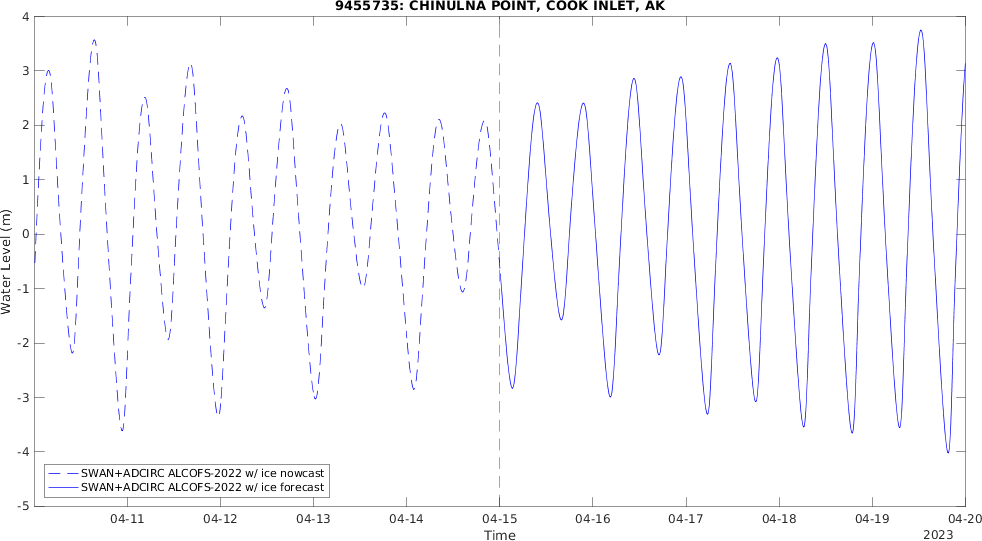 9455735: CHINULNA POINT, COOK INLET, AK
4
3
2
1
0
-1
-2
-3
-4
-5
Water Level (m)
SWAN+ADCIRC ALCOFS-2022 w/ ice nowcast
SWAN+ADCIRC ALCOFS-2022 w/ ice forecast
04-11 04-12 04-13 04-14 04-15 04-16 04-17 04-18 04-19 04-20
Time
2023